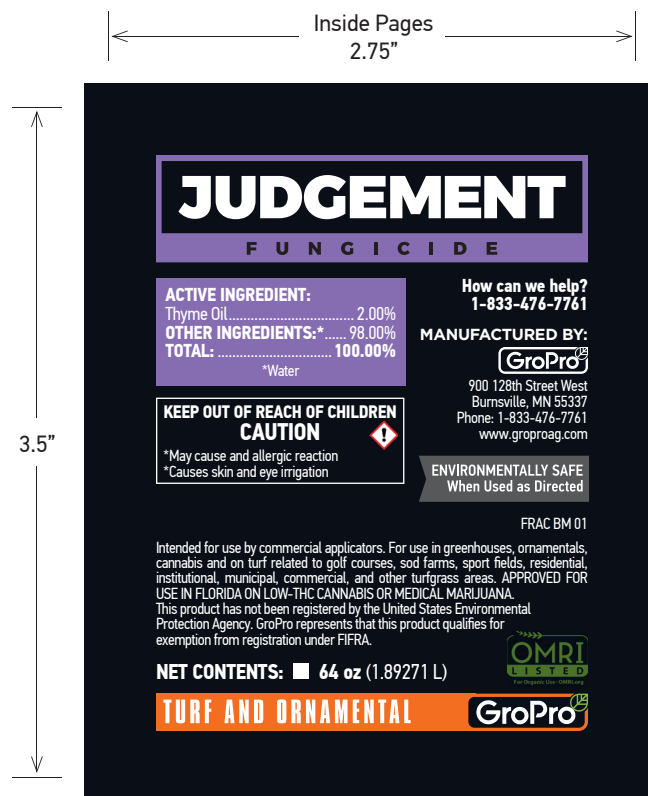 Inside Pages
2.75”
3.5”
JUDGEMENT
FUNGICIDE
ACTIVE INGREDIENT:
Thyme Oil.................................. 2.00%
OTHER INGREDIENTS:*...... 98.00%
TOTAL: ............................... 100.00%
*Water
How can we help?
1-833-476-7761
MANUFACTURED BY:
GroPro
900 128th Street West
Burnsville, MN 55337
Phone: 1-833-476-7761
www.groproag.com
KEEP OUT OF REACH OF CHILDREN
CAUTION
!
*May cause and allergic reaction
*Causes skin and eye irrigation
ENVIRONMENTALLY SAFE
When Used as Directed
FRAC BM 01
Intended for use by commercial applicators. For use in greenhouses, ornamentals,
cannabis and on turf related to golf courses, sod farms, sport fields, residential,
institutional, municipal, commercial, and other turfgrass areas. APPROVED FOR
USE IN FLORIDA ON LOW-THC CANNABIS OR MEDICAL MARIJUANA.
This product has not been registered by the United States Environmental
Protection Agency. GroPro represents that this product qualifies for
exemption from registration under FIFRA.
OMRI
LISTED
For Organic Use· OMRI.org
NET CONTENTS: 64 oz (1.89271 L)
TURF AND ORNAMENTAL
GroPro